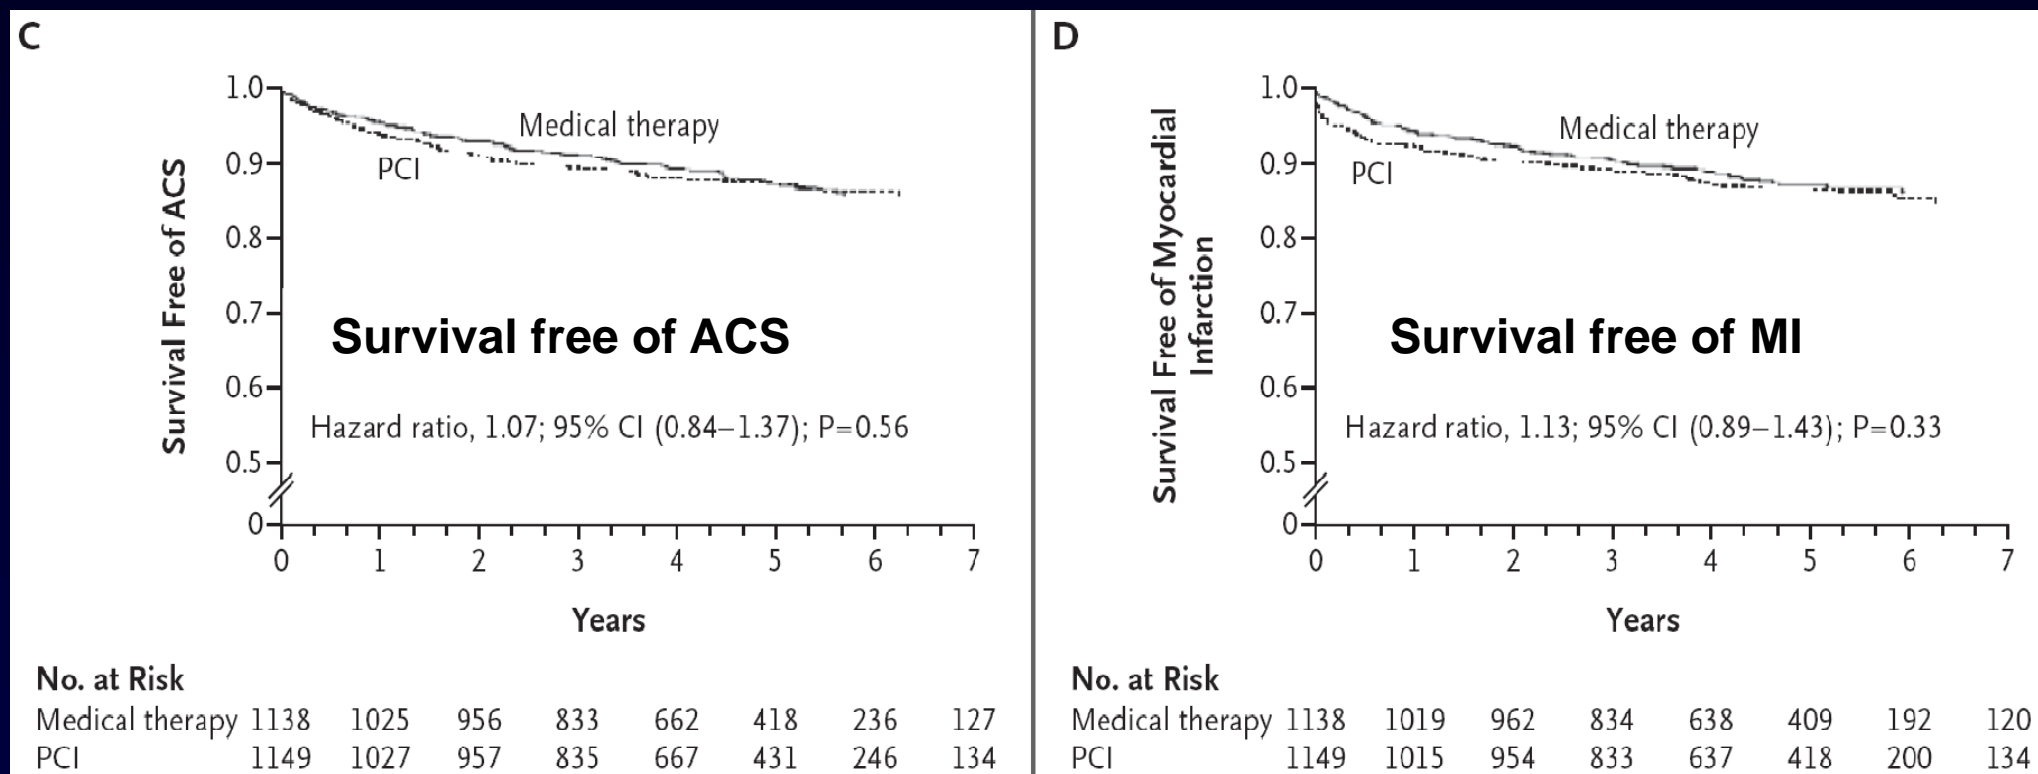 C
1.0
0.9
0.8
0.7
0.6
0.5
0
Survival Free of ACS
Medical therapy
PCI
Survival free of ACS
Hazard ratio, 1.07; 95% CI (0.84–1.37); P=0.56
0 1 2 3 4 5 6 7
Years
No. at Risk
Medical therapy 1138 1025 956 833 662 418 236 127
PCI 1149 1027 957 835 667 431 246 134
D
1.0
0.9
0.8
0.7
0.6
0.5
0
Survival Free of Myocardial
Infarction
Medical therapy
PCI
Survival free of MI
Hazard ratio, 1.13; 95% CI (0.89–1.43); P=0.33
0 1 2 3 4 5 6 7
Years
No. at Risk
Medical therapy 1138 1019 962 834 638 409 192 120
PCI 1149 1015 954 833 637 418 200 134